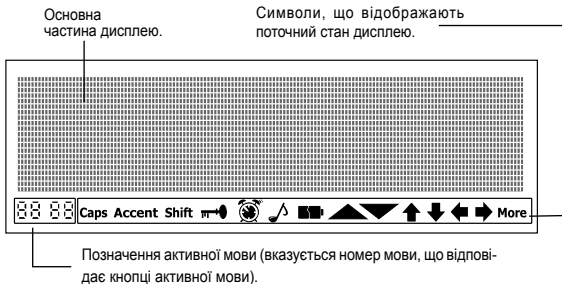 Основна
частина дисплею.
Символи, що відображають
поточний стан дисплею.
88 88 Caps Accent Shift More
Позначення активної мови (вказується номер мови, що відпові-
дає кнопці активної мови).